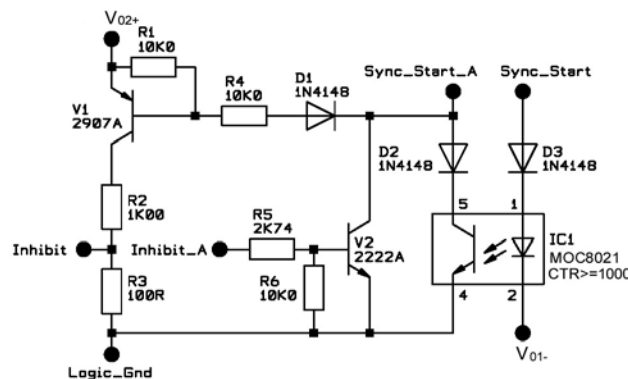 V02+
R1
10K0
Sync_Start_A
Sync_Start
R4
10K0
D1
1N4148
V1
2907A
D2
1N4148
D3
1N4148
R2
1K00
5
1
R5
2K74
Inhibit
Inhibit_A
V2
2222A
IC1
MOC8021
CTR>=1000
R3
100R
R6
10K0
4
2
Logic_Gnd
V01-